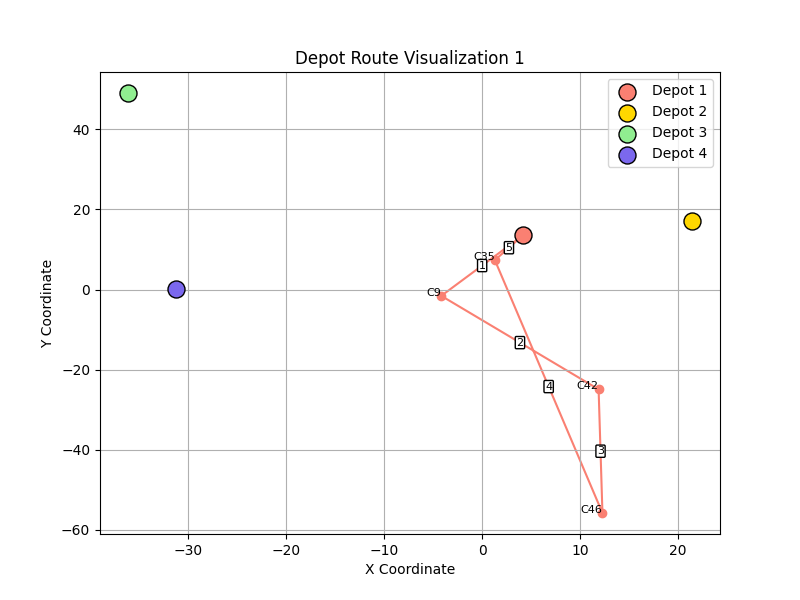 Depot Route Visualization 1
Depot 1
Depot 2
Depot 3
Depot 4
40
20
0
−20
−40
−60
Y Coordinate
C35
5
1
C9
2
C42
4
3
C46
−30
−20
−10
0
10
20
X Coordinate